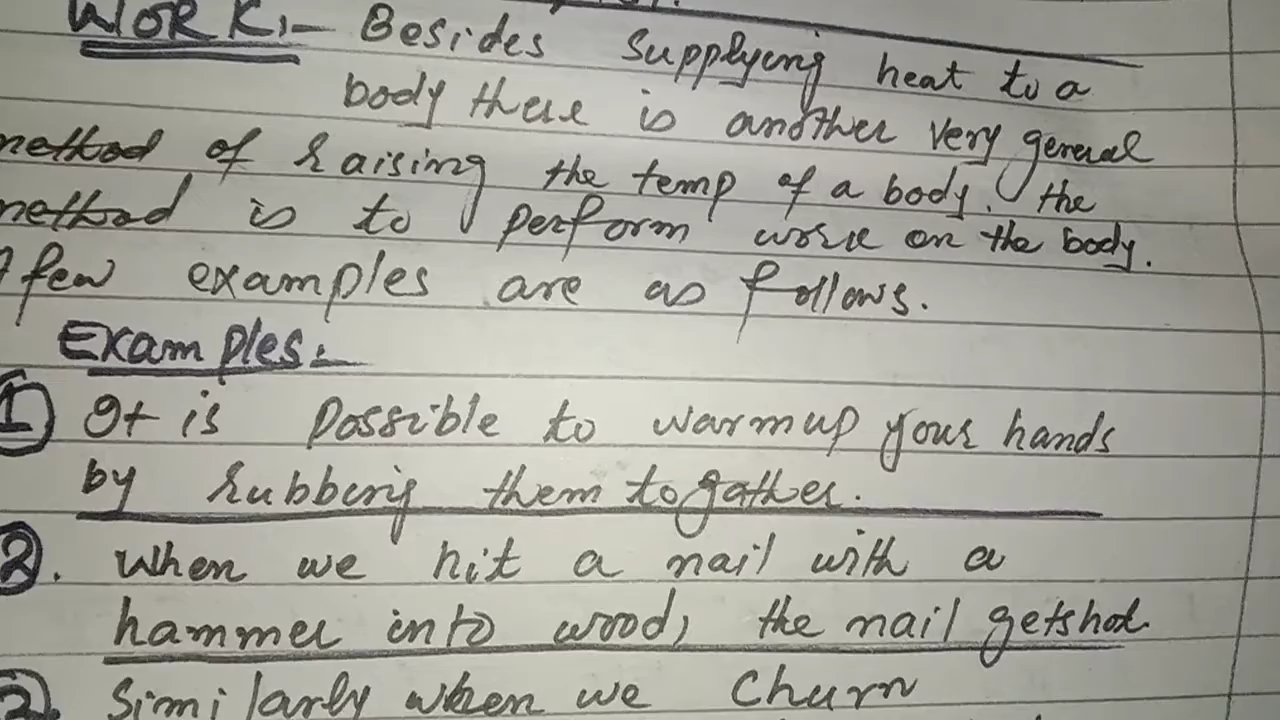 WORK:- Besides supplying heat to a
body there is another very general
method of raising the temp of a body. the
method is to perform work on the body.
A few examples are as follows.
Examples:-
1 It is possible to warmup your hands
by rubbing them togather.
2. when we hit a nail with a
hammer into wood, the nail gets hot.
Similarly when we churn